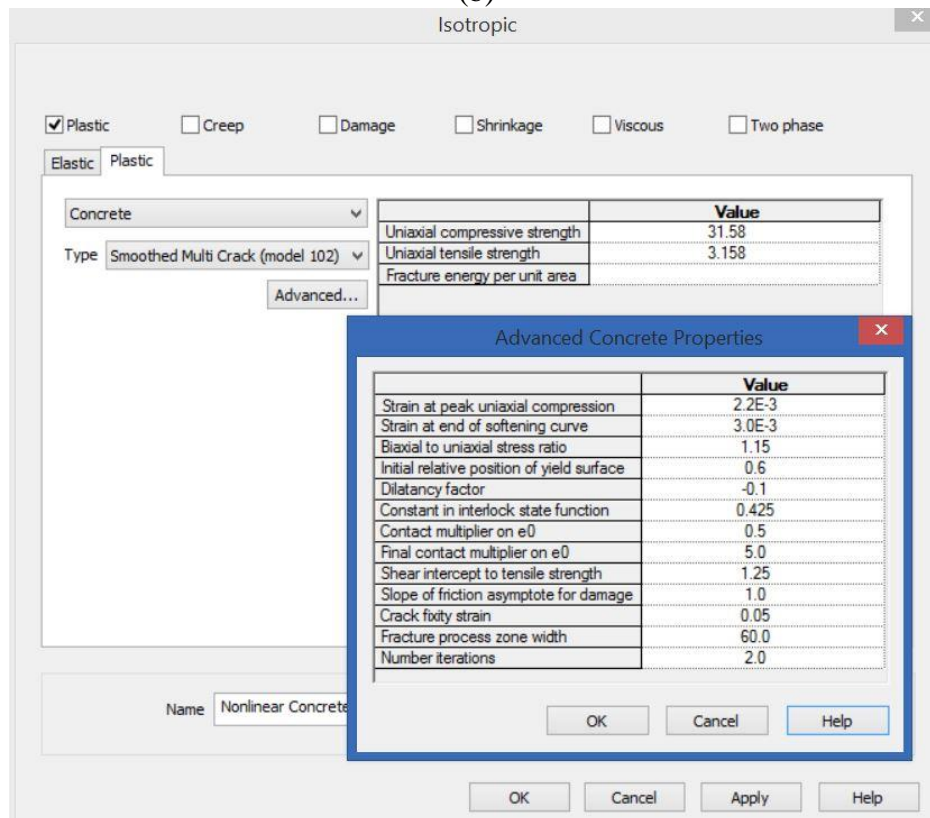 (b)
Isotropic
Plastic Creep Damage Shrinkage Viscous Two phase
Elastic Plastic
Concrete
Type Smoothed Multi Crack (model 102)
Advanced...
Value
Uniaxial compressive strength 31.58
Uniaxial tensile strength 3.158
Fracture energy per unit area
Advanced Concrete Properties
Value
Strain at peak uniaxial compression 2.2E-3
Strain at end of softening curve 3.0E-3
Biaxial to uniaxial stress ratio 1.15
Initial relative position of yield surface 0.6
Dilatancy factor -0.1
Constant in interlock state function 0.425
Contact multiplier on e0 0.5
Final contact multiplier on e0 5.0
Shear intercept to tensile strength 1.25
Slope of friction asymptote for damage 1.0
Crack fixity strain 0.05
Fracture process zone width 60.0
Number iterations 2.0
OK Cancel Help
Name Nonlinear Concrete
OK Cancel Apply Help